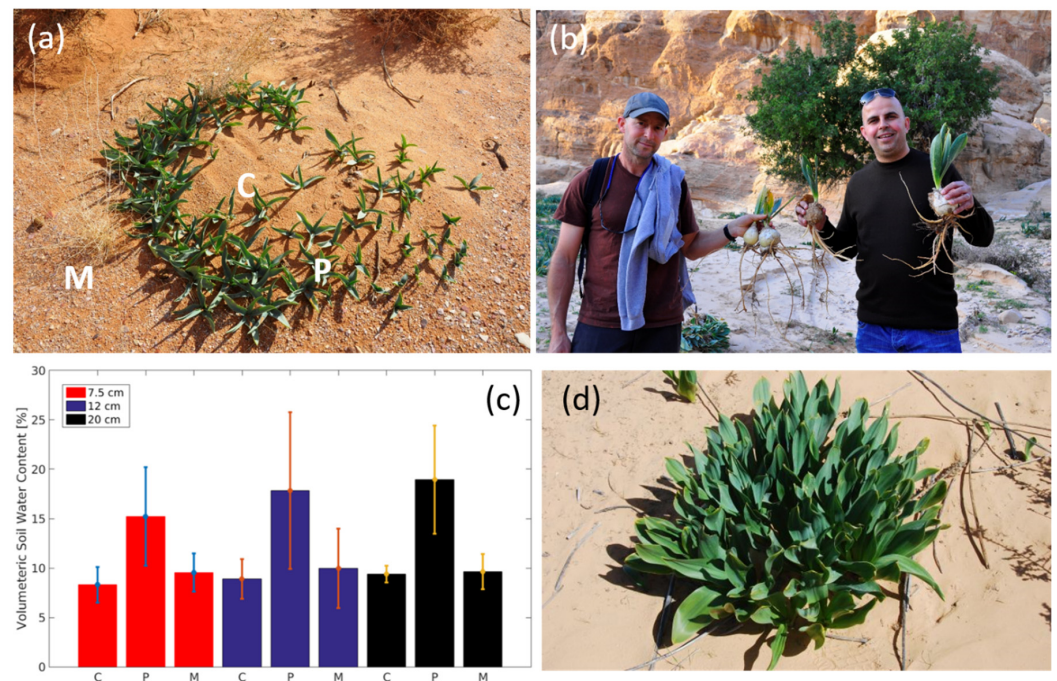 (a)
C
P
M
(b)
30
25
20
15
10
5
0
Volumeteric Soil Water Content [%]
7.5 cm
12 cm
20 cm
(c)
C P M C P M C P M
(d)